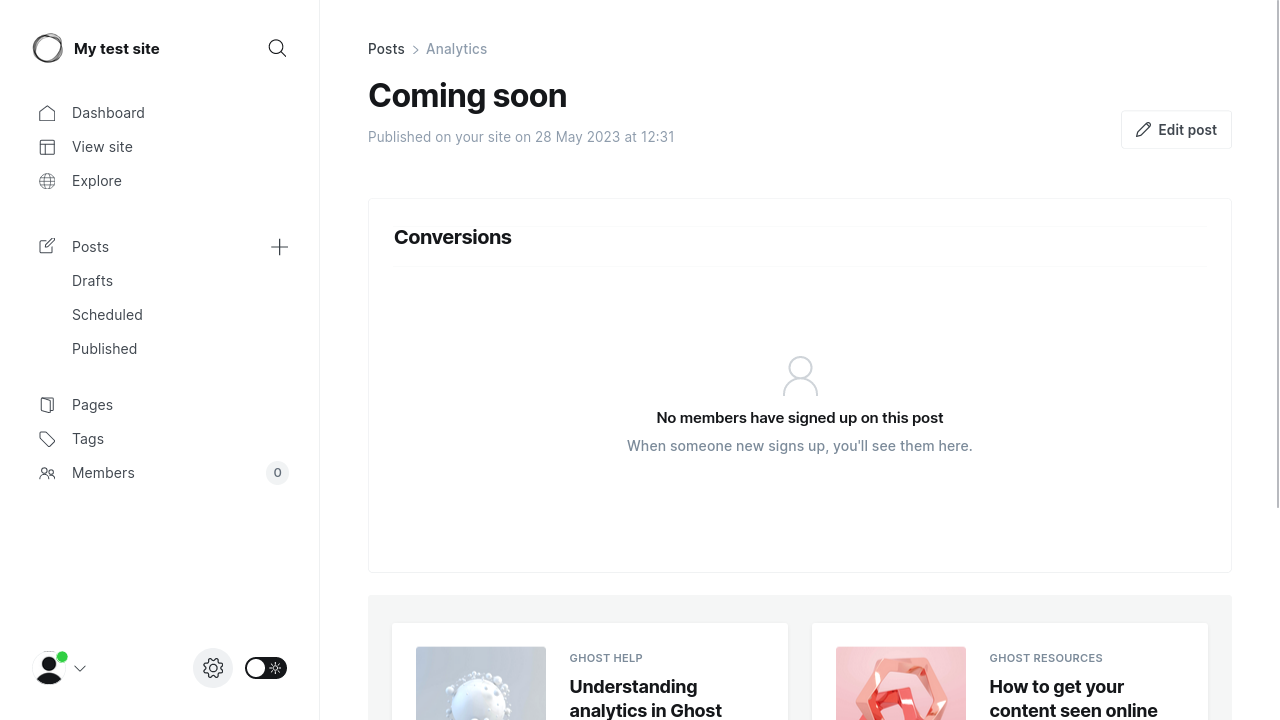 My test site
Dashboard
View site
Explore
Posts
Drafts
Scheduled
Published
Pages
Tags
Members
0
Posts
Analytics
Coming soon
Published on your site on 28 May 2023 at 12:31
Edit post
Conversions
No members have signed up on this post
When someone new signs up, you'll see them here.
GHOST HELP
Understanding
analytics in Ghost
GHOST RESOURCES
How to get your
content seen online